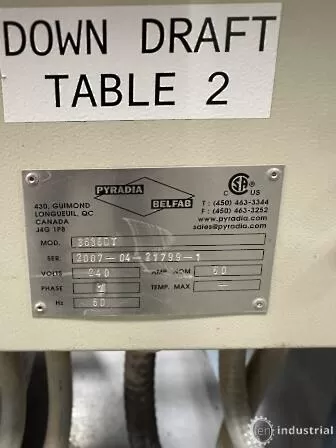 DOWN DRAFT
TABLE 2
PYRADIA
BELFAB
C US
430, GUIMOND
LONGUEUIL, QC
CANADA
J4G 1P8
T: (450) 463-3344
F: (450) 463-3252
www.pyradia.com
sales@pyradia.com
MOD.
SER. 2007-04-21799-1
VOLTS 240 AMP. NOM 60
PHASE TEMP. MAX —
Hz 60
en industrial